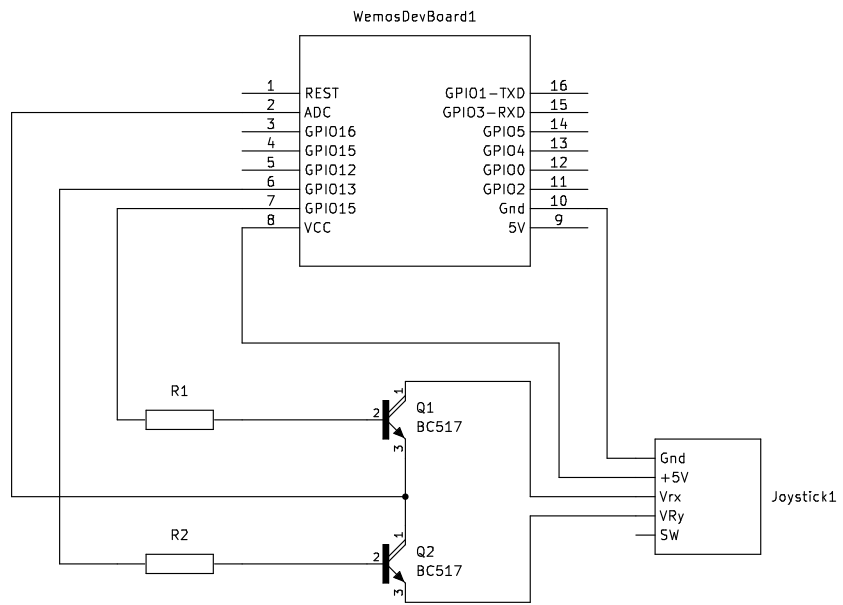 WemosDevBoard1
1 REST GPIO1-TXD 16
2 ADC GPIO3-RXD 15
3 GPIO16 GPIO5 14
4 GPIO15 GPIO4 13
5 GPIO12 GPIO0 12
6 GPIO13 GPIO2 11
7 GPIO15 Gnd 10
8 VCC 5V 9
R1
1
2 Q1
BC517
3
Gnd
+5V
Vrx Joystick1
VRy
SW
R2
1
2 Q2
BC517
3